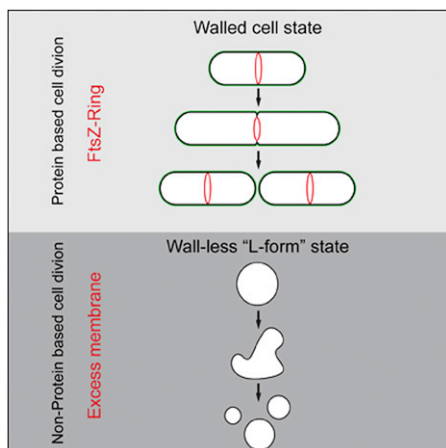 Walled cell state
Protein based cell divion
FtsZ-Ring
Wall-less “L-form” state
Non-Protein based cell divion
Excess membrane